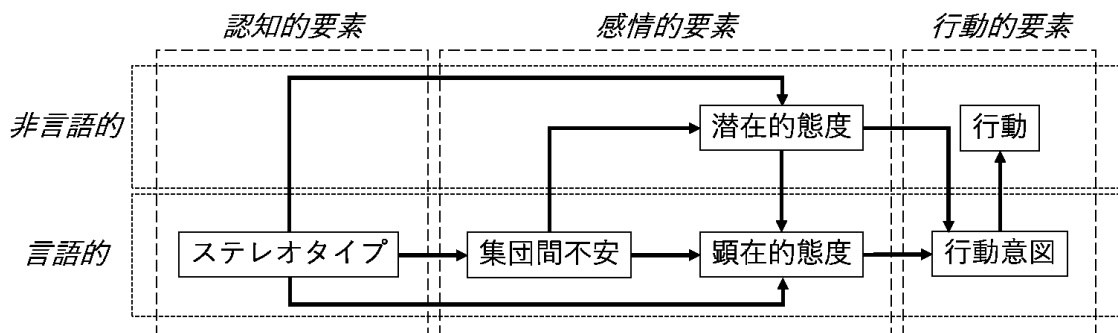 認知的要素
感情的要素
行動的要素
非言語的
潜在的態度
行動
言語的
ステレオタイプ
集団間不安
顕在的態度
行動意図